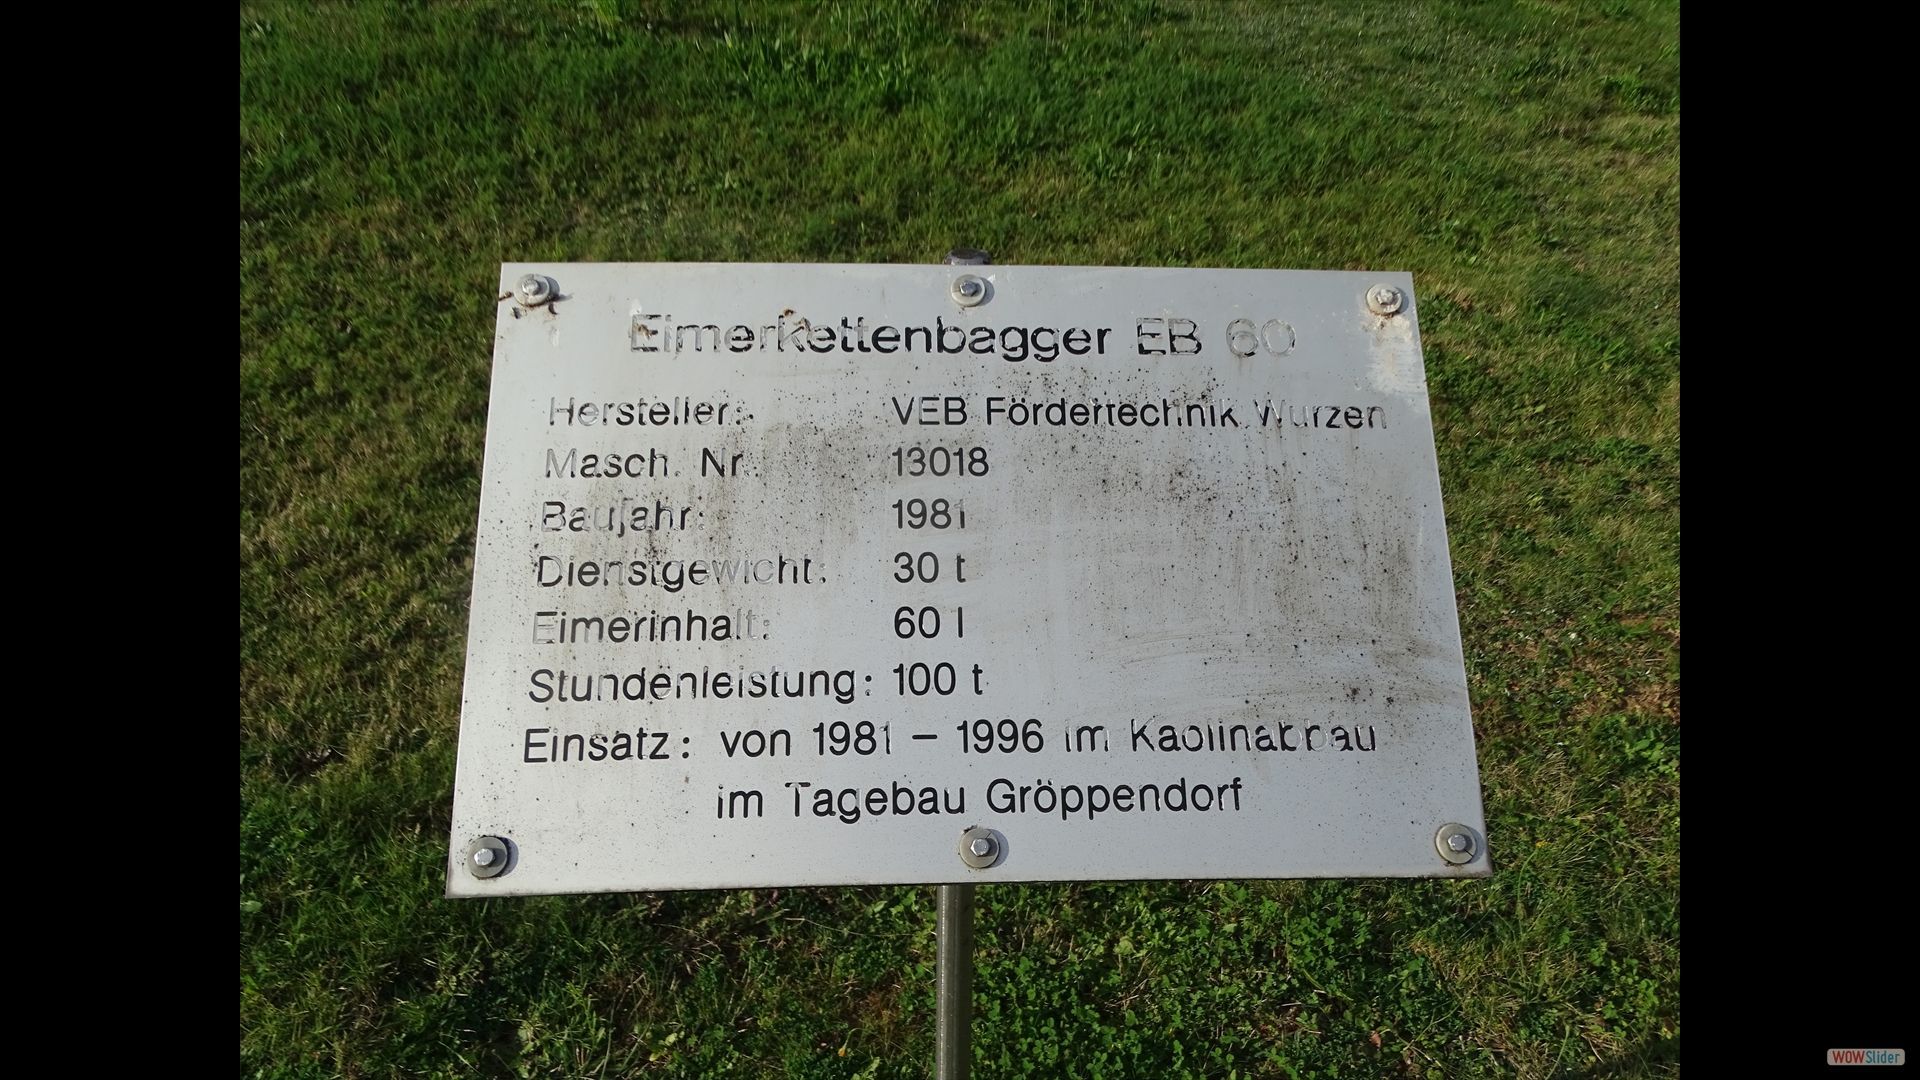 Eimerkettenbagger EB 60
Hersteller: VEB Fördertechnik Wurzen
Masch. Nr. 13018
Baujahr: 1981
Dienstgewicht: 30 t
Eimerinhalt: 60 l
Stundenleistung: 100 t
Einsatz: von 1981 – 1996 im Kaolinabbau
im Tagebau Gröppendorf
WOWSlider